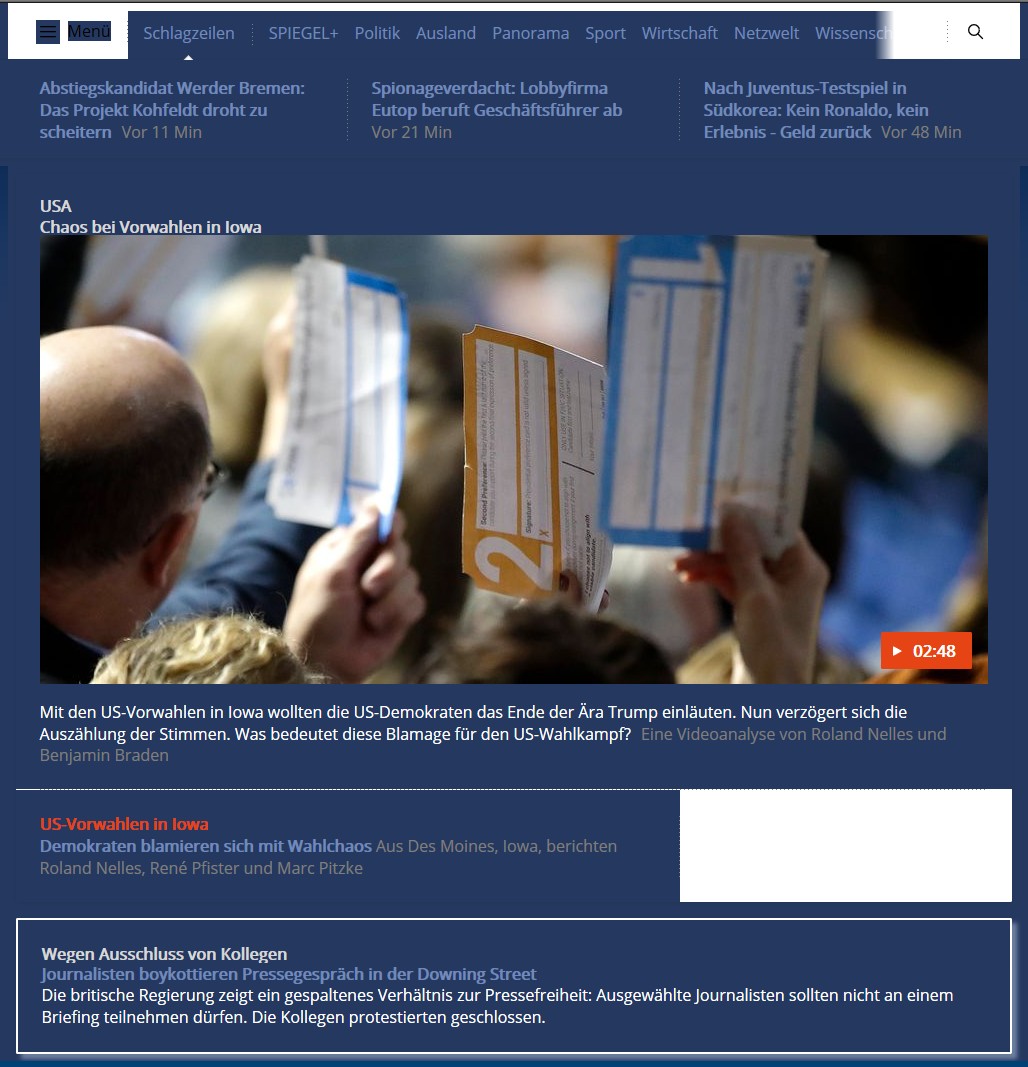 Menü
Schlagzeilen
SPIEGEL+ Politik Ausland Panorama Sport Wirtschaft Netzwelt Wissensch
Abstiegskandidat Werder Bremen:
Das Projekt Kohfeldt droht zu
scheitern Vor 11 Min
Spionageverdacht: Lobbyfirma
Eutop beruft Geschäftsführer ab
Vor 21 Min
Nach Juventus-Testspiel in
Südkorea: Kein Ronaldo, kein
Erlebnis - Geld zurück Vor 48 Min
USA
Chaos bei Vorwahlen in Iowa
1
Second Preference:
Signature:
2
x
02:48
Mit den US-Vorwahlen in Iowa wollten die US-Demokraten das Ende der Ära Trump einläuten. Nun verzögert sich die
Auszählung der Stimmen. Was bedeutet diese Blamage für den US-Wahlkampf? Eine Videoanalyse von Roland Nelles und
Benjamin Braden
US-Vorwahlen in Iowa
Demokraten blamieren sich mit Wahlchaos Aus Des Moines, Iowa, berichten
Roland Nelles, René Pfister und Marc Pitzke
Wegen Ausschluss von Kollegen
Journalisten boykottieren Pressegespräch in der Downing Street
Die britische Regierung zeigt ein gespaltenes Verhältnis zur Pressefreiheit: Ausgewählte Journalisten sollten nicht an einem
Briefing teilnehmen dürfen. Die Kollegen protestierten geschlossen.